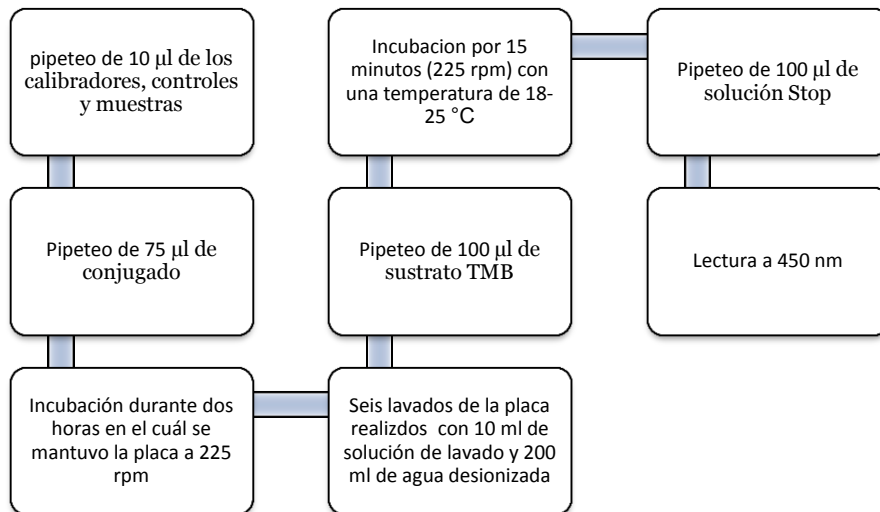 pipeteo de 10 µl de los
calibradores, controles
y muestras
Pipeteo de 75 µl de
conjugado
Incubación durante dos
horas en el cuál se
mantuvo la placa a 225
rpm
Seis lavados de la placa
realizdos con 10 ml de
solución de lavado y 200
ml de agua desionizada
Pipeteo de 100 µl de
sustrato TMB
Incubacion por 15
minutos (225 rpm) con
una temperatura de 18-
25 °C
Pipeteo de 100 µl de
solución Stop
Lectura a 450 nm